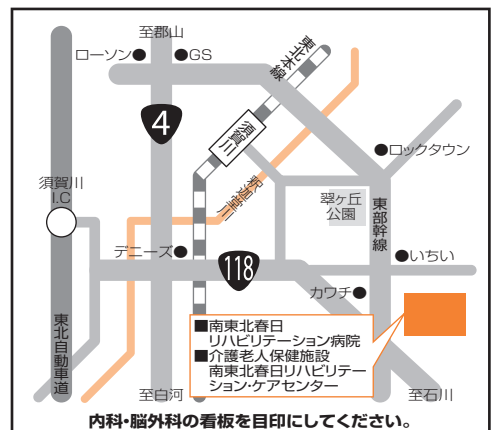 至郡山
ローソン
GS
東北本線
4
須賀川
ロックタウン
須賀川
I.C
釈迦堂川
翠ヶ丘
公園
東部幹線
デニーズ
118
いちい
カワチ
東北自動車道
■南東北春日
リハビリテーション病院
■介護老人保健施設
南東北春日リハビリテー
ション・ケアセンター
至白河
至石川
内科・脳外科の看板を目印にしてください。